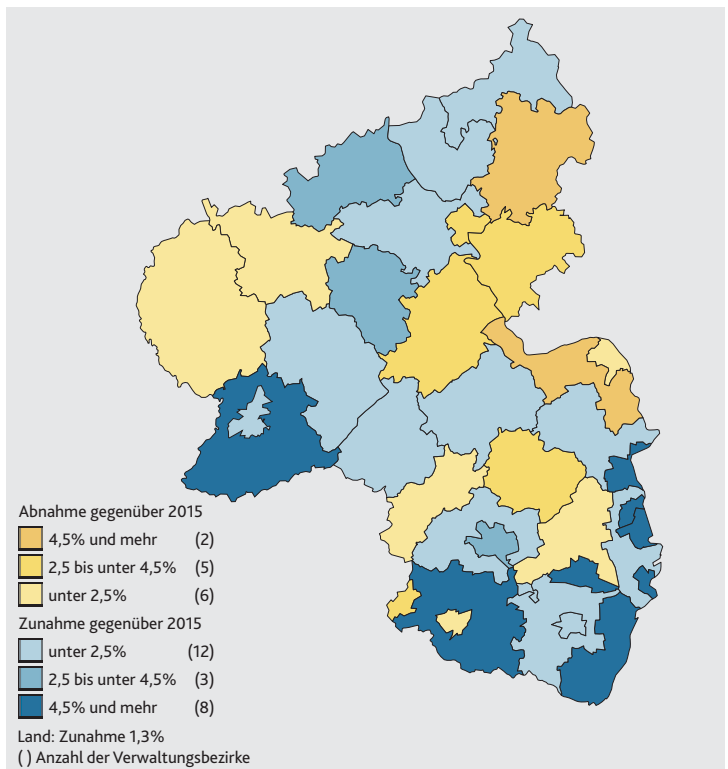 Abnahme gegenüber 2015
4,5% und mehr (2)
2,5 bis unter 4,5% (5)
unter 2,5% (6)
Zunahme gegenüber 2015
unter 2,5% (12)
2,5 bis unter 4,5% (3)
4,5% und mehr (8)
Land: Zunahme 1,3%
( ) Anzahl der Verwaltungsbezirke